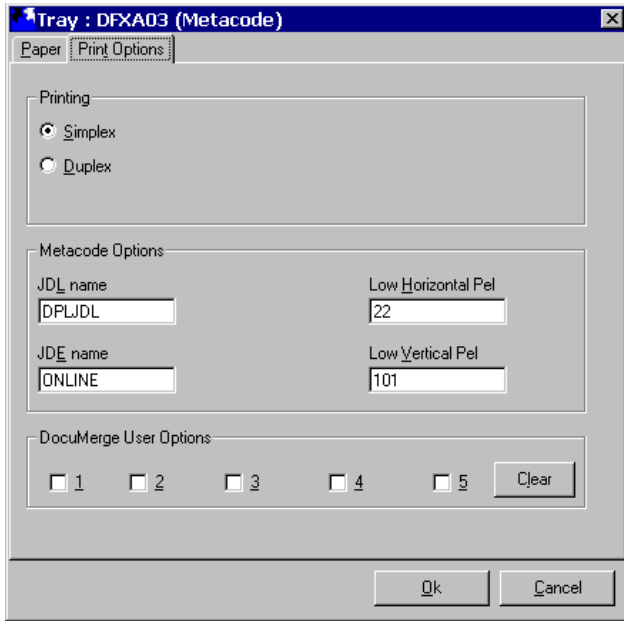 Tray : DFXA03 (Metacode)
Paper Print Options
Printing
Simplex
Duplex
Metacode Options
JDL name Low Horizontal Pel
DPLJDL 22
JDE name Low Vertical Pel
ONLINE 101
DocuMerge User Options
1 2 3 4 5 Clear
Ok Cancel